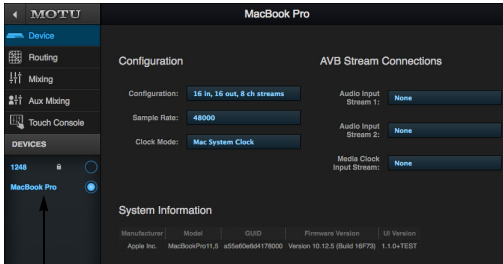 MOTU
MacBook Pro
Device
Routing
Mixing
Aux Mixing
Touch Console
DEVICES
1248
MacBook Pro
Configuration
Configuration: 16 in, 16 out, 8 ch streams
Sample Rate: 48000
Clock Mode: Mac System Clock
AVB Stream Connections
Audio Input
Stream 1: None
Audio Input
Stream 2: None
Media Clock
Input Stream: None
System Information
Manufacturer Model GUID Firmware Version UI Version
Apple Inc. MacBookPro11,5 a55e60e6d4178000 Version 10.12.5 (Build 16F73) 1.1.0+TEST